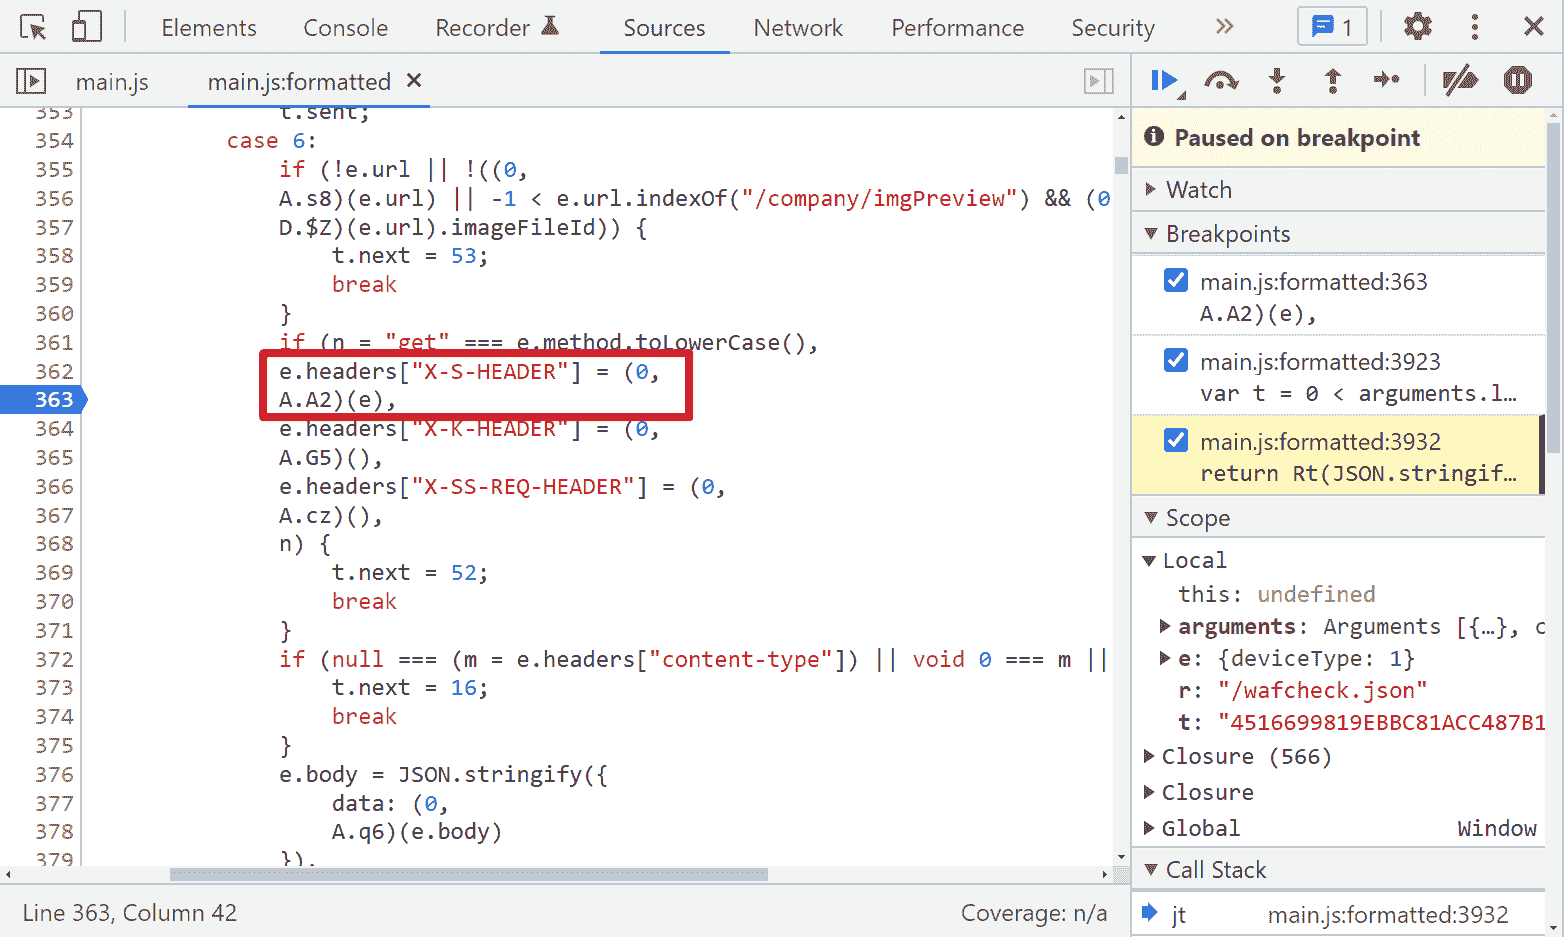 Elements Console Recorder Sources Network Performance Security 1
main.js main.js:formatted
353 t.sent;
354 case 6:
355 if (!e.url || !((0,
356 A.s8)(e.url) || -1 < e.url.indexOf("/company/imgPreview") && (0
357 D.$Z)(e.url).imageFileId)) {
358 t.next = 53;
359 break
360 }
361 if (n = "get" === e.method.toLowerCase(),
362 e.headers["X-S-HEADER"] = (0,
363 A.A2)(e),
364 e.headers["X-K-HEADER"] = (0,
365 A.G5)(),
366 e.headers["X-SS-REQ-HEADER"] = (0,
367 A.cz)(),
368 n) {
369 t.next = 52;
370 break
371 }
372 if (null === (m = e.headers["content-type"]) || void 0 === m ||
373 t.next = 16;
374 break
375 }
376 e.body = JSON.stringify({
377 data: (0,
378 A.q6)(e.body)
379 }),
Line 363, Column 42
Coverage: n/a
Paused on breakpoint
Watch
Breakpoints
main.js:formatted:363
A.A2)(e),
main.js:formatted:3923
var t = 0 < arguments.l…
main.js:formatted:3932
return Rt(JSON.stringif…
Scope
Local
this: undefined
arguments: Arguments [{…}, c
e: {deviceType: 1}
r: "/wafcheck.json"
t: "4516699819EBBC81ACC487B1
Closure (566)
Closure
Global Window
Call Stack
jt main.js:formatted:3932